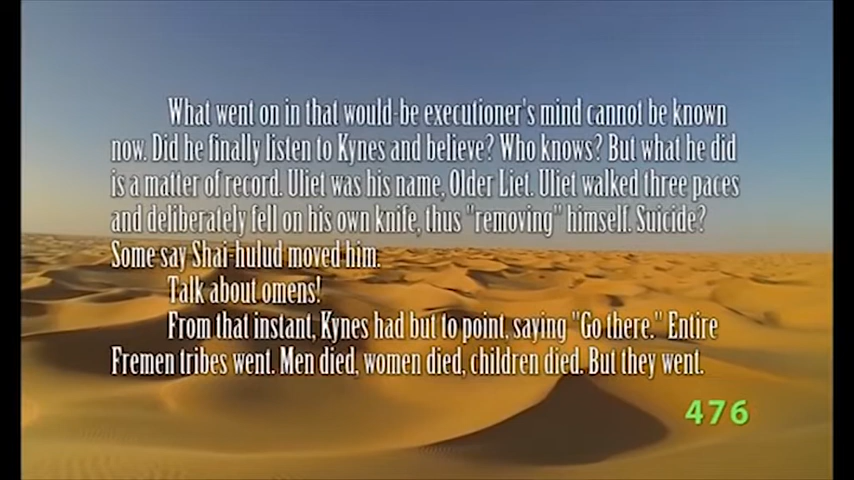 What went on in that would-be executioner's mind cannot be known
now. Did he finally listen to Kynes and believe? Who knows? But what he did
is a matter of record. Uliet was his name, Older Liet. Uliet walked three paces
and deliberately fell on his own knife, thus "removing" himself. Suicide?
Some say Shai-hulud moved him.
Talk about omens!
From that instant, Kynes had but to point, saying "Go there." Entire
Fremen tribes went. Men died, women died, children died. But they went.
476